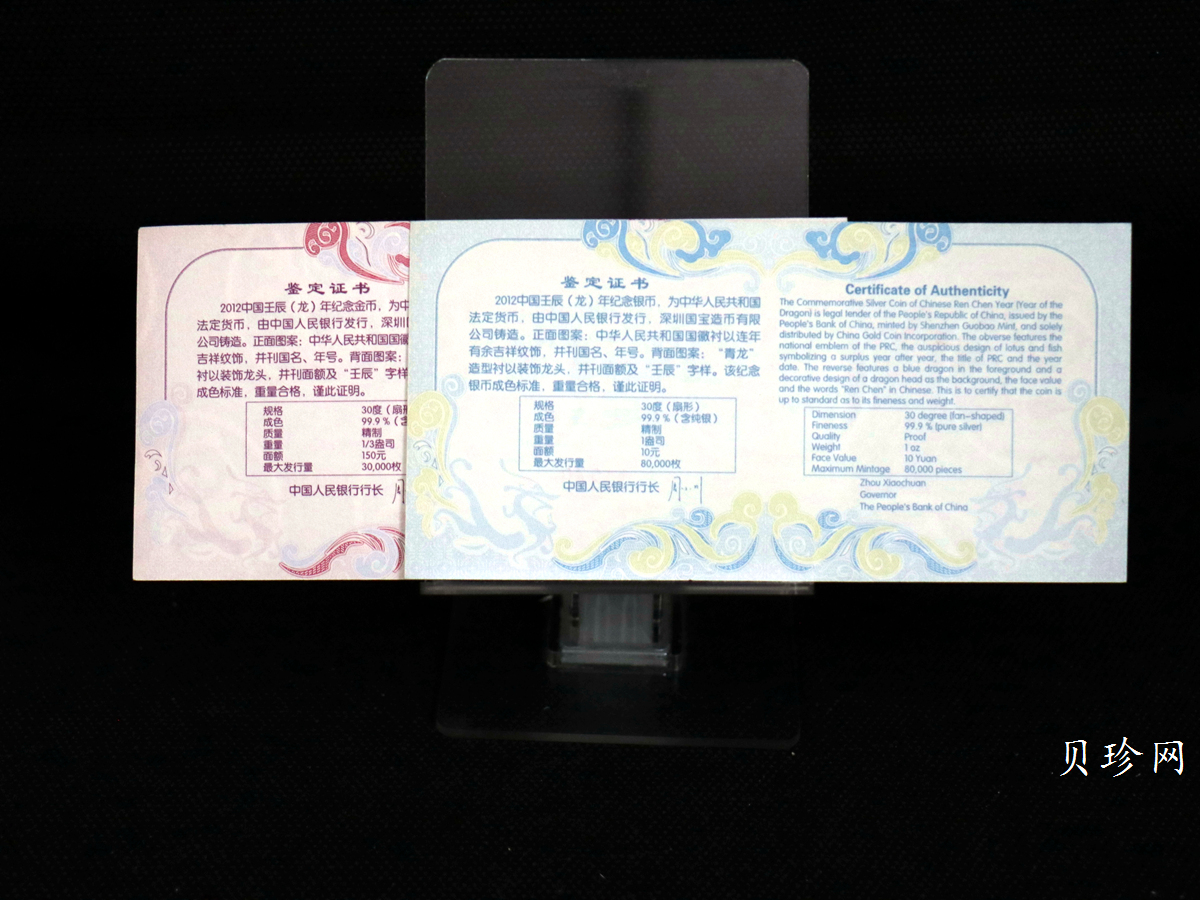 鉴定证书
2012中国壬辰（龙）年纪念金币，为中
法定货币，由中国人民银行发行，深圳
公司铸造。正面图案：中华人民共和国国徽
吉祥纹饰，并刊国名、年号。背面图案：
衬以装饰龙头，并刊面额及“壬辰”字样
成色标准，重量合格，谨此证明。
规格 30度（扇形
成色 99.9％（含
质量 精制
重量 1/3盎司
面额 150元
最大发行量 30,000枚
中国人民银行行长
鉴定证书
2012中国壬辰（龙）年纪念银币，为中华人民共和国
法定货币，由中国人民银行发行，深圳国宝造币有限
公司铸造。正面图案：中华人民共和国国徽衬以连年
有余吉祥纹饰，并刊国名、年号。背面图案：“青龙”
造型衬以装饰龙头，并刊面额及“壬辰”字样。该纪念
银币成色标准，重量合格，谨此证明。
规格 30度（扇形）
成色 99.9％（含纯银）
质量 精制
重量 1盎司
面额 10元
最大发行量 80,000枚
中国人民银行行长
Certificate of Authenticity
The Commemorative Silver Coin of Chinese Ren Chen Year (Year of the
Dragon) is legal tender of the People's Republic of China, issued by the
People's Bank of China, minted by Shenzhen Guobao Mint, and solely
distributed by China Gold Coin Incorporation. The obverse features the
national emblem of the PRC, the auspicious design of lotus and fish
symbolizing a surplus year after year, the title of PRC and the year
date. The reverse features a blue dragon in the foreground and a
decorative design of a dragon head as the background, the face value
and the words "Ren Chen" in Chinese. This is to certify that the coin is
up to standard as to its fineness and weight.
Dimension 30 degree (fan-shaped)
Fineness 99.9 % (pure silver)
Quality Proof
Weight 1 oz
Face Value 10 Yuan
Maximum Mintage 80,000 pieces
Zhou Xiaochuan
Governor
The People's Bank of China
贝珍网